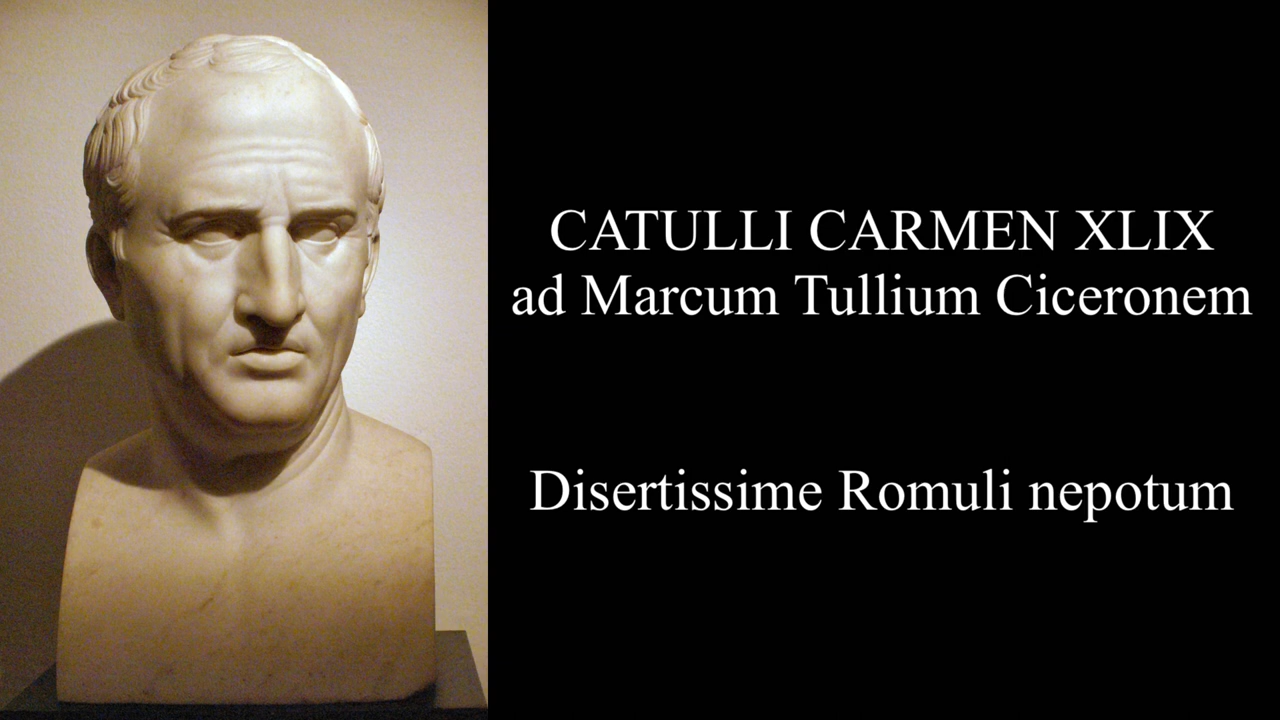 CATULLI CARMEN XLIX
ad Marcum Tullium Ciceronem
Disertissime Romuli nepotum